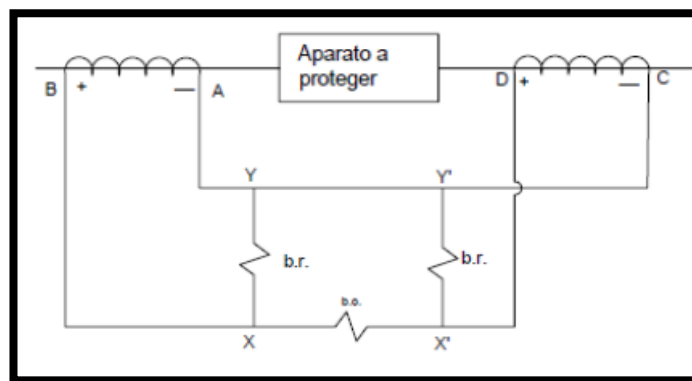 Aparato a
proteger
B + — A D + — C
Y Y'
b.r. b.r.
b.o.
X X'